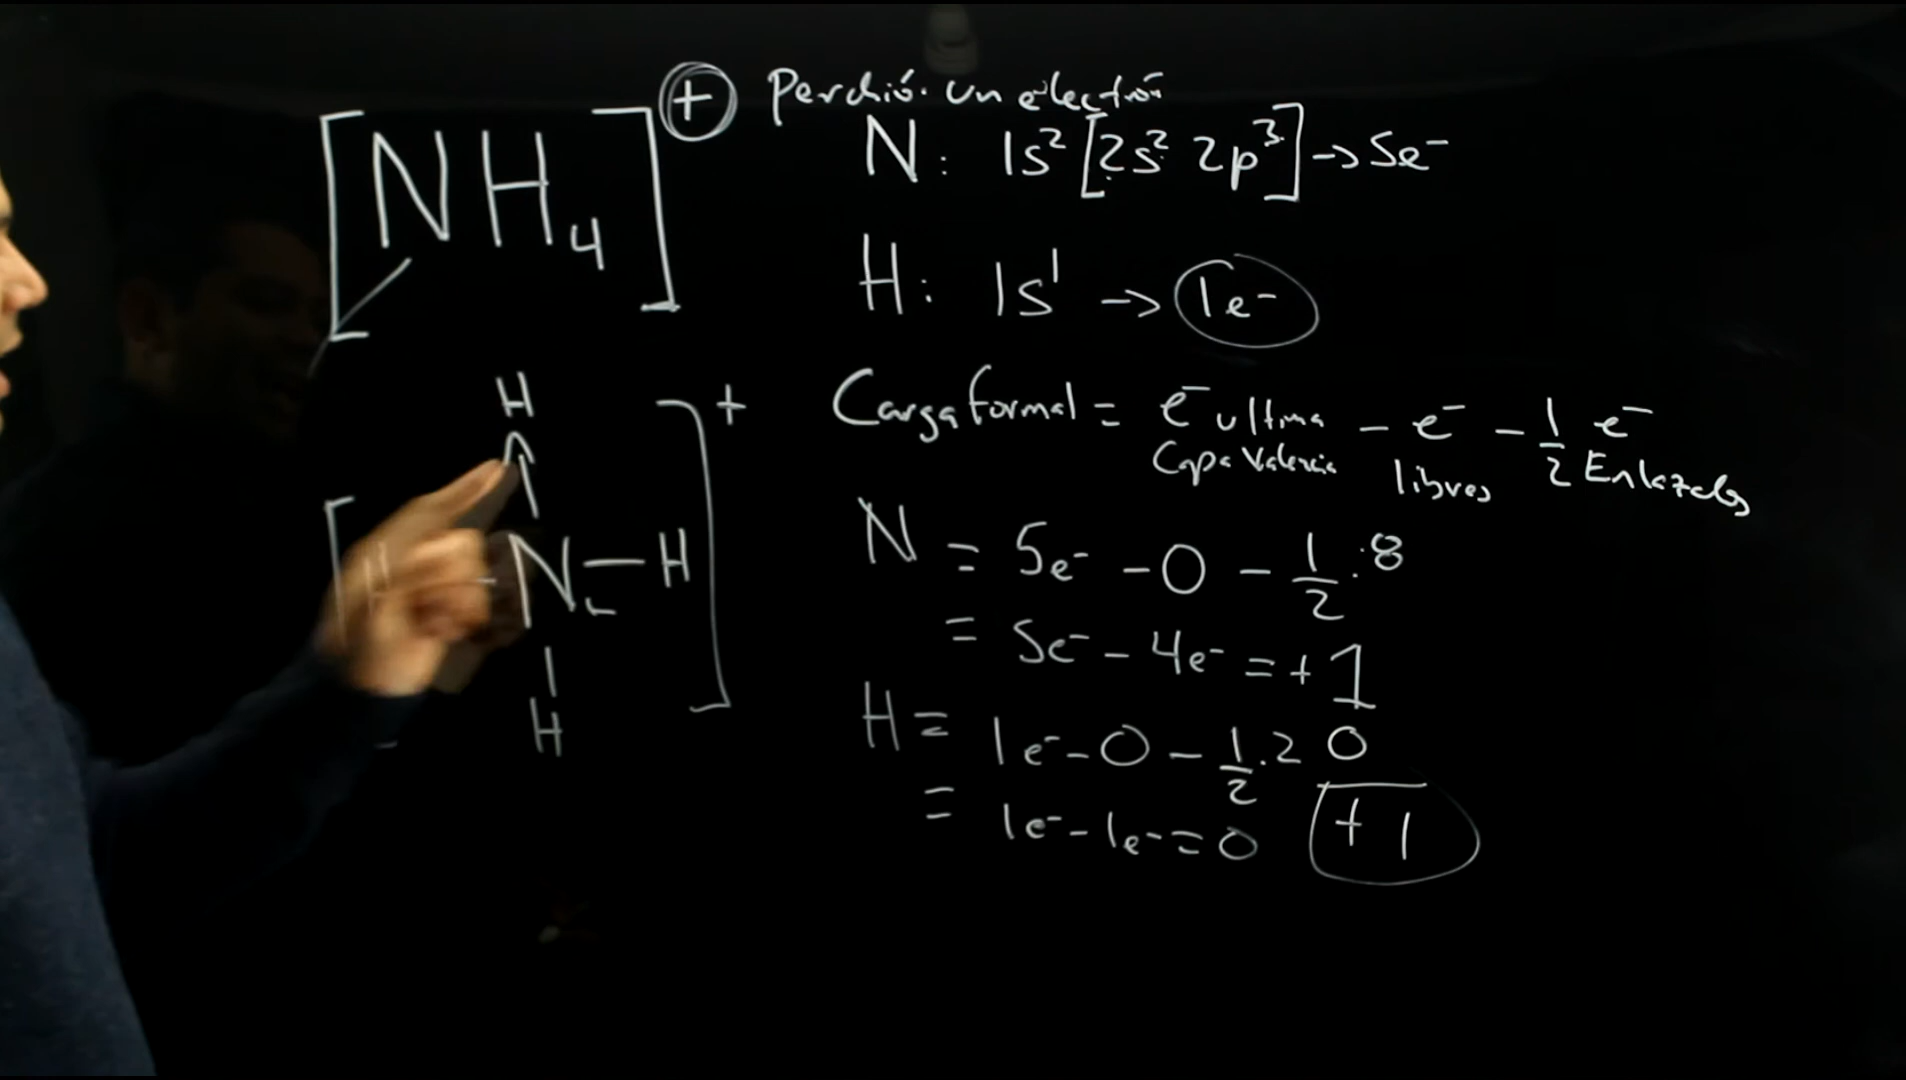 [NH₄]⁺ Perdió un electrón
N: 1s² [2s² 2p³] → 5e⁻
H: 1s¹ → 1e⁻
Carga Formal = e⁻ ultima Capa Valencia - e⁻ libres - 1/2 e⁻ Enlazados
H
N - H
H
+
N = 5e⁻ - 0 - 1/2 . 8
= 5e⁻ - 4e⁻ = + 1
H = 1e⁻ - 0 - 1/2 . 2 0
= 1e⁻ - 1e⁻ = 0 + 1